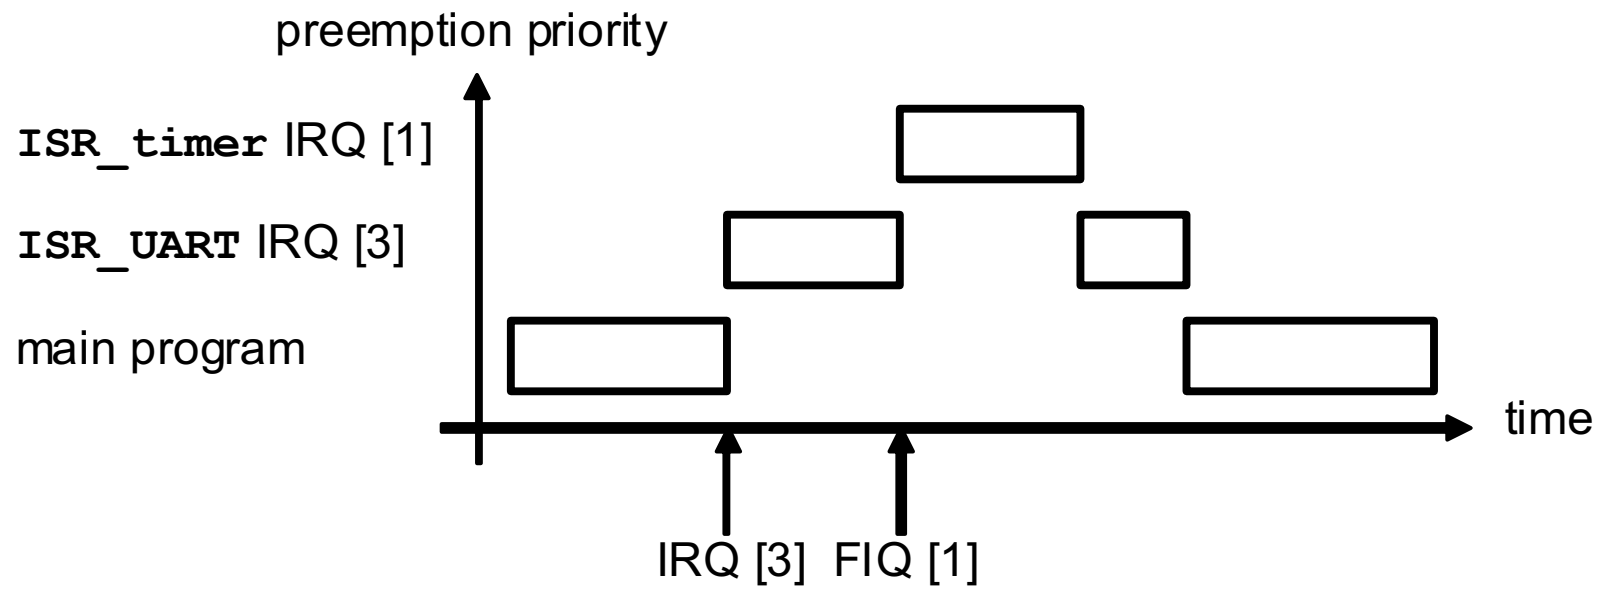 preemption priority
ISR_timer IRQ [1]
ISR_UART IRQ [3]
main program
time
IRQ [3] FIQ [1]